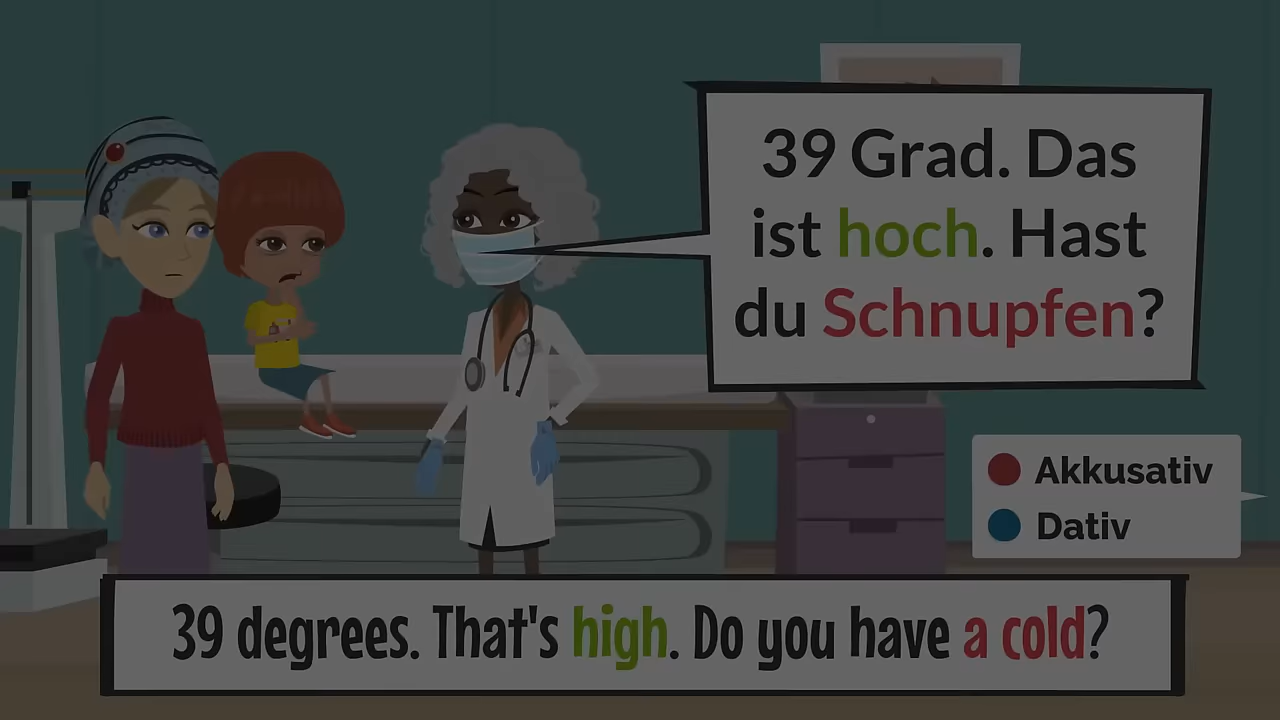 39 Grad. Das
ist hoch. Hast
du Schnupfen?
Akkusativ
Dativ
39 degrees. That's high. Do you have a cold?